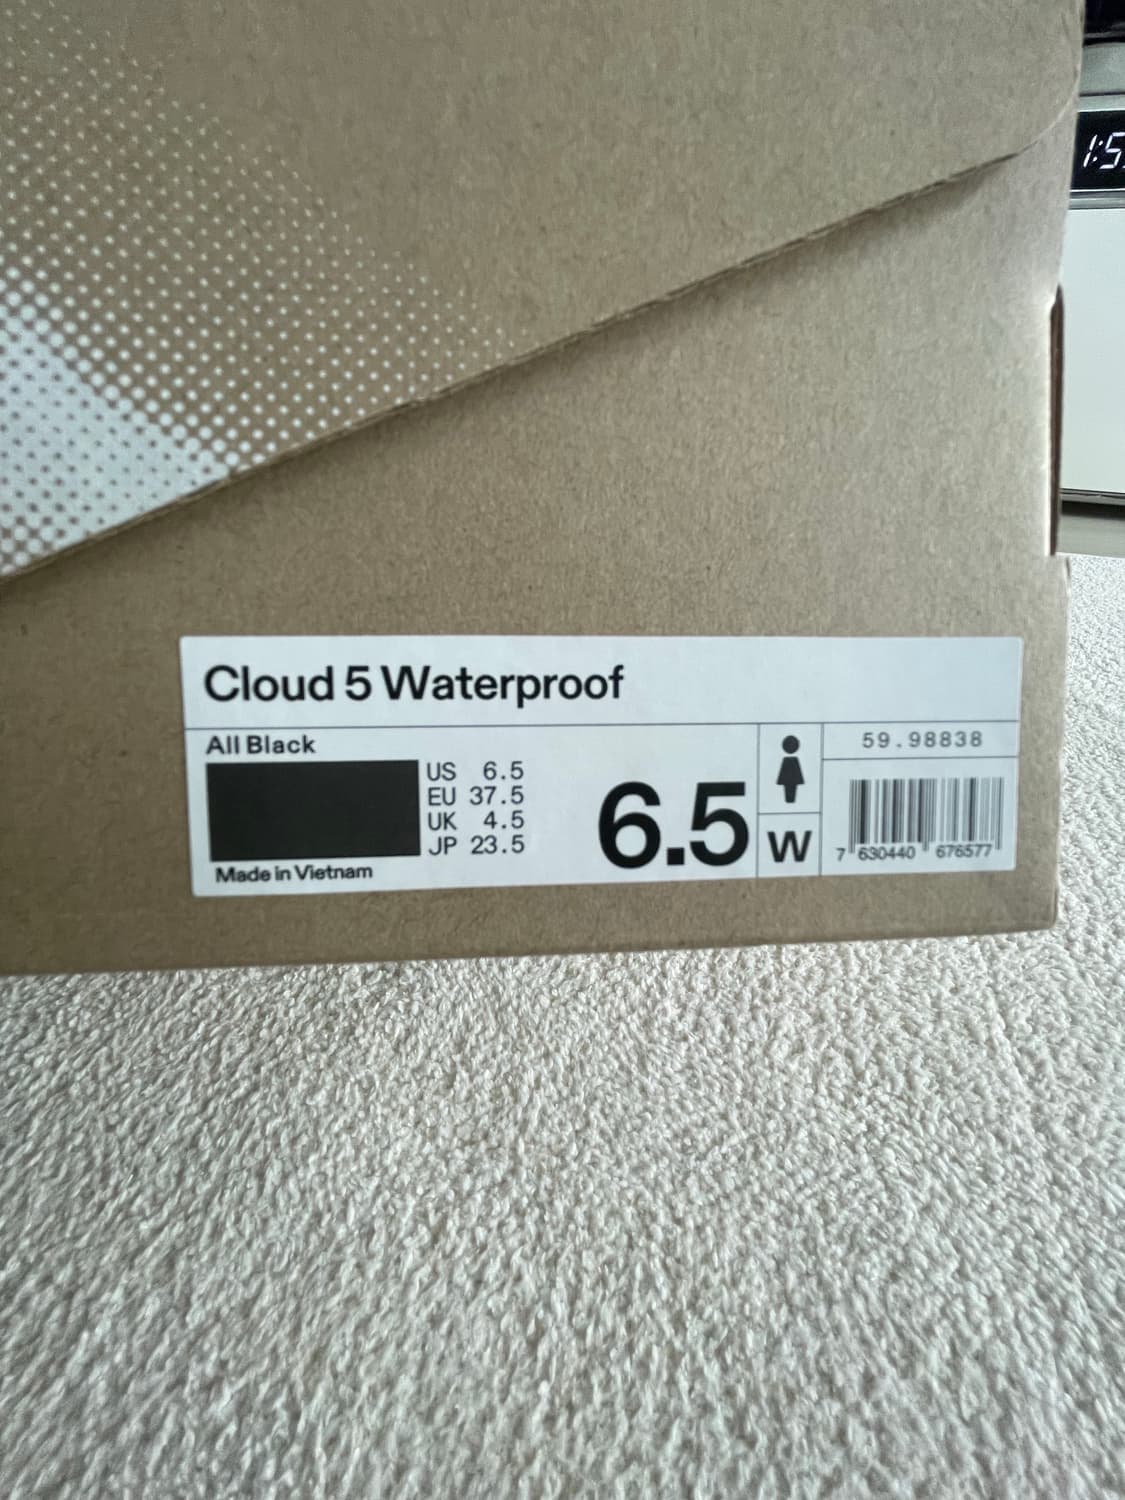 Cloud 5 Waterproof
All Black
US 6.5
EU 37.5
UK 4.5
JP 23.5
Made in Vietnam
6.5
W
59.98838
7 630440 676577